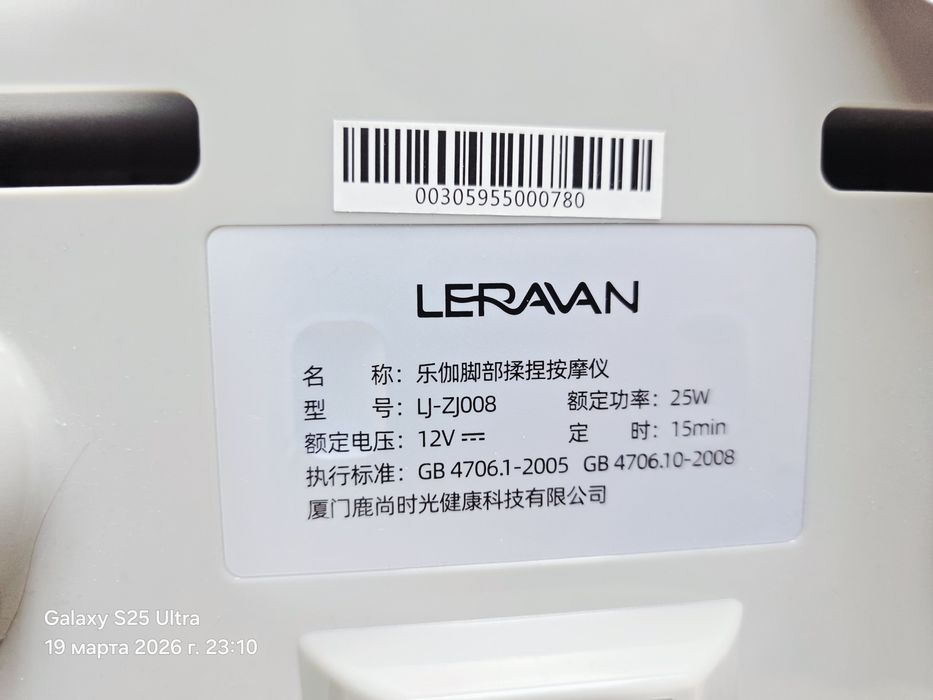 00305955000780
LERAVAN
名 称：乐伽脚部揉捏按摩仪
型 号：LJ-ZJ008 额定功率：25W
额定电压：12V 定 时：15min
执行标准：GB 4706.1-2005 GB 4706.10-2008
厦门鹿尚时光健康科技有限公司
Galaxy S25 Ultra
19 марта 2026 г. 23:10